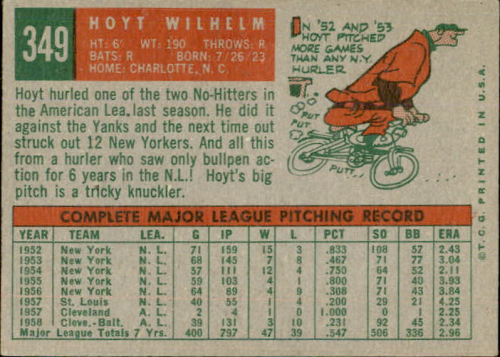 349
HOYT WILHELM
HT: 6' WT: 190 THROWS: R
BATS: R BORN: 7/26/23
HOME: CHARLOTTE, N. C
Hoyt hurled one of the two No-Hitters in
the American Lea. last season. He did it
against the Yanks and the next time out
struck out 12 New Yorkers. And all this
from a hurler who saw only bullpen ac-
tion for 6 years in the N.L.! Hoyt's big
pitch is a tricky knuckler.
IN '52 AND '53
HOYT PITCHED
MORE GAMES
THAN ANY N.Y.
HURLER
PUT
PUT
PUT
PUTT..
©T.C.G. PRINTED IN U.S.A.
COMPLETE MAJOR LEAGUE PITCHING RECORD
YEAR TEAM LEA. G IP W L PCT SO BB ERA
1952 New York N. L. 71 159 15 3 .833 108 57 2.43
1953 New York N. L. 68 145 7 8 .467 71 77 3.04
1954 New York N. L. 57 111 12 4 .750 64 52 2.11
1955 New York N. L. 59 103 4 1 .800 71 40 3.93
1956 New York N. L. 64 89 4 9 .308 71 43 3.84
1957 St. Louis N. L. 40 55 1 4 .200 29 21 4.25
1957 Cleveland A. L. 2 4 1 0 1.000 0 1 2.25
1958 Cleve.-Balt. A. L. 39 131 3 10 .231 92 45 2.34
Major League Totals 7 Yrs. 400 797 47 39 .547 506 336 2.96